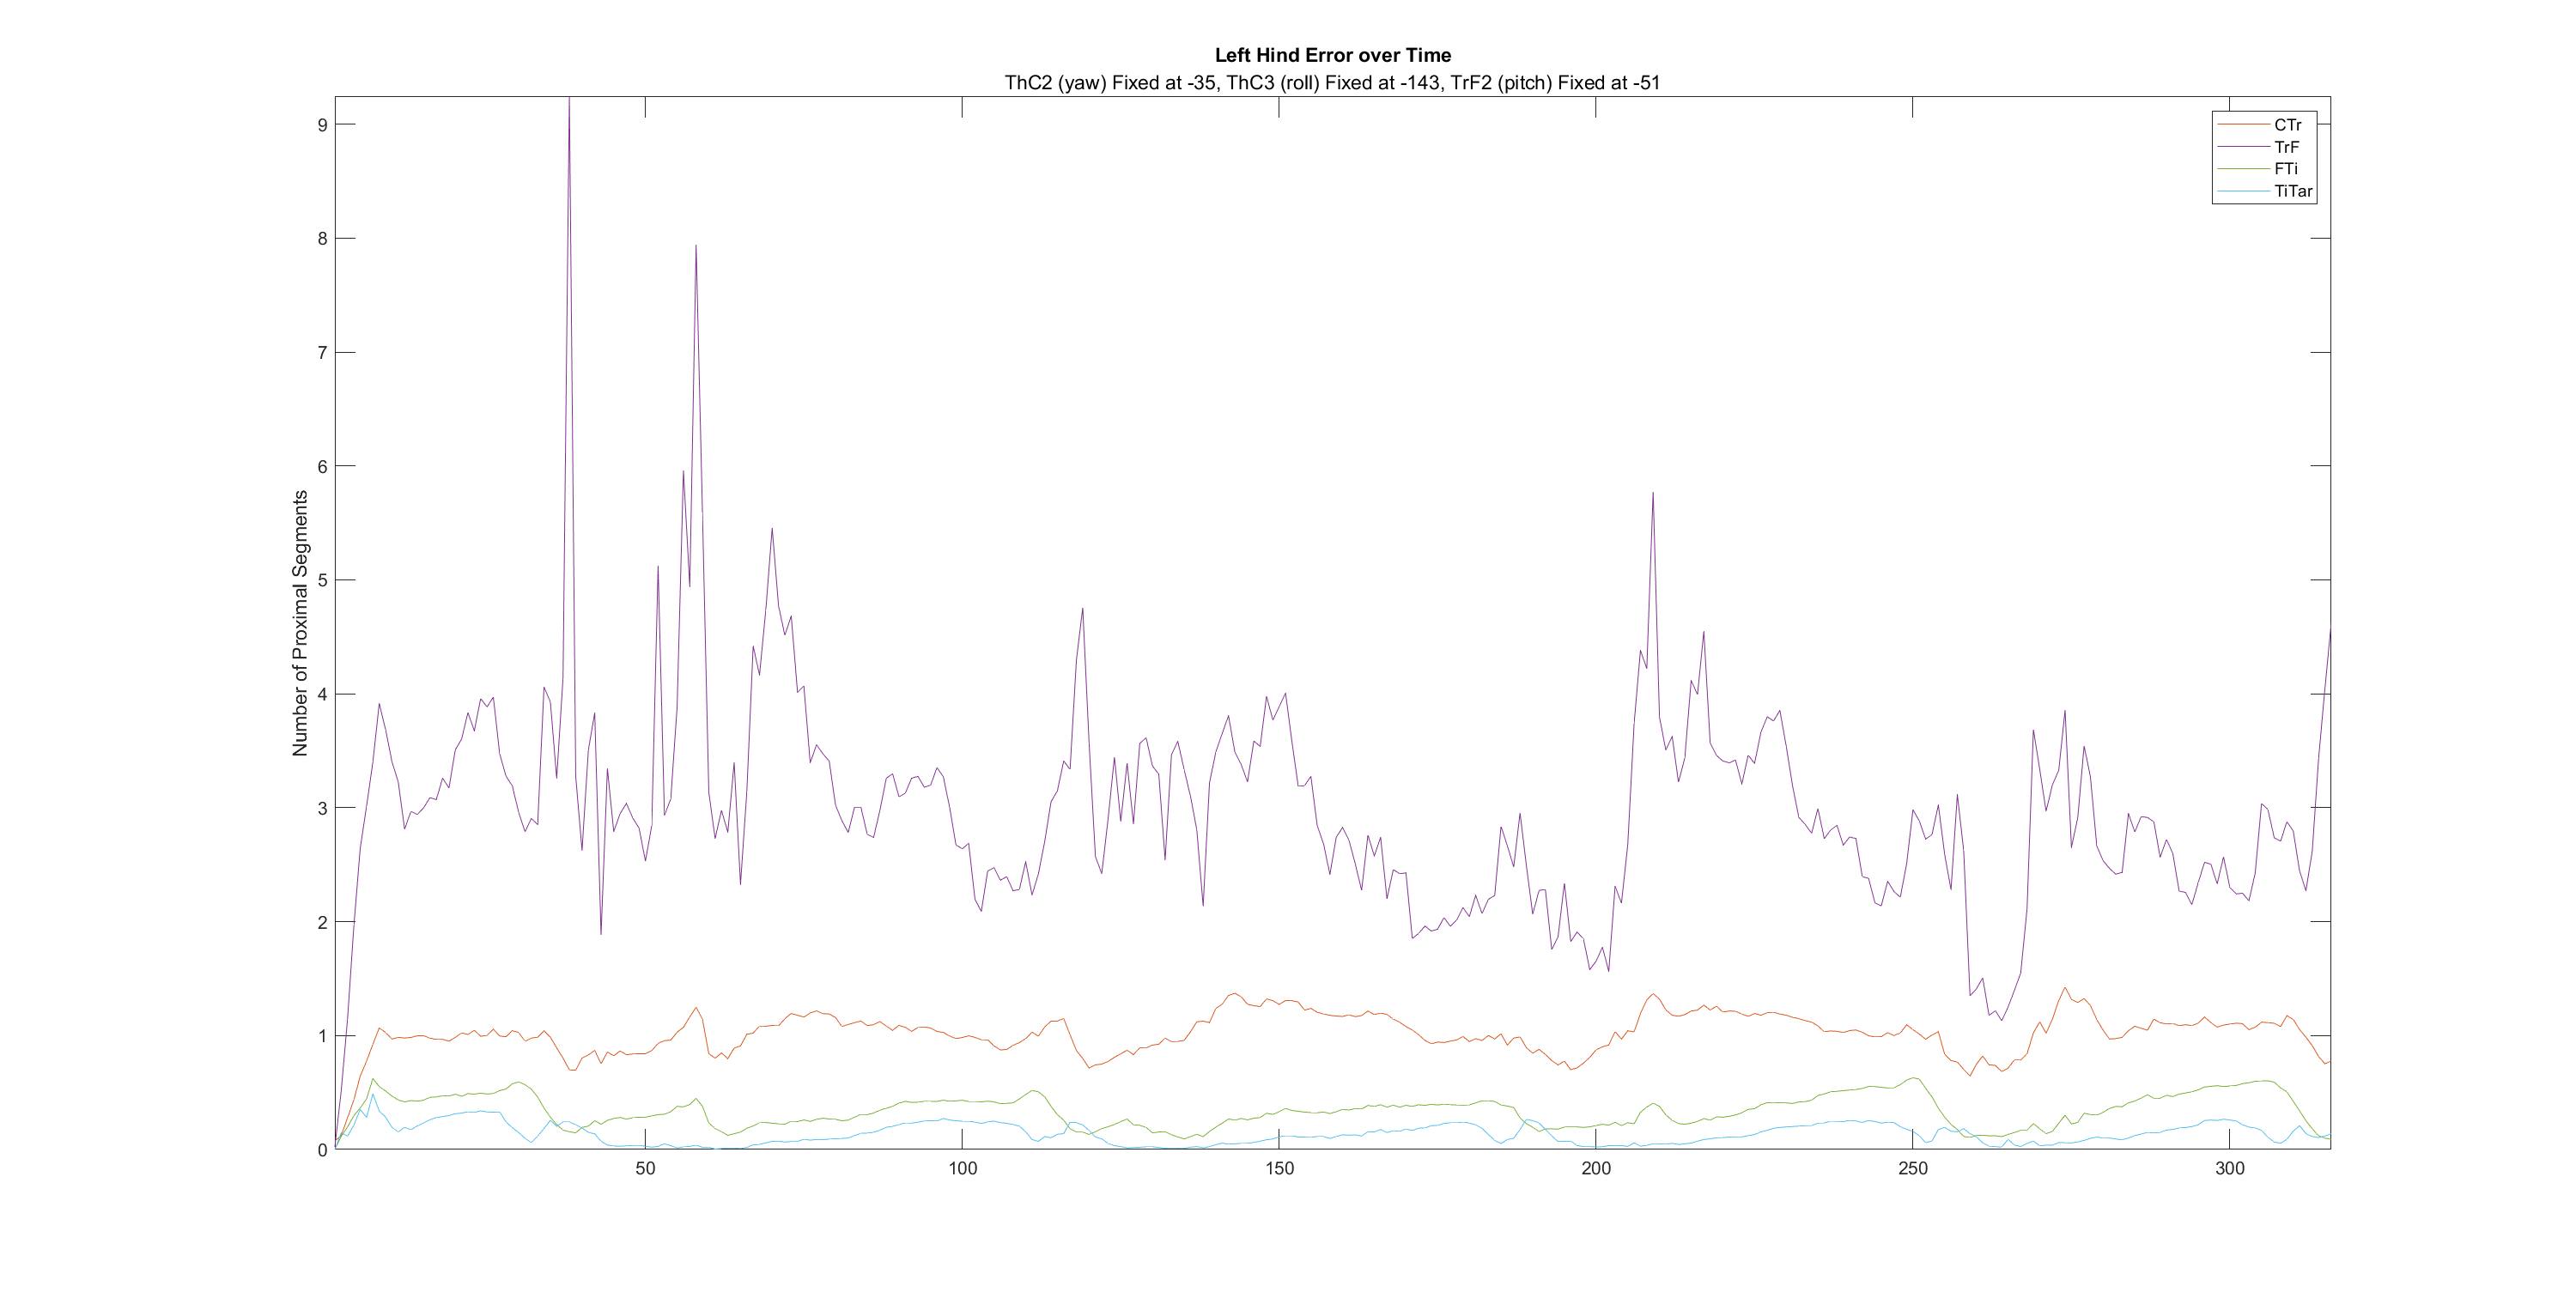 Left Hind Error over Time
ThC2 (yaw) Fixed at -35, ThC3 (roll) Fixed at -143, TrF2 (pitch) Fixed at -51
CTr
TrF
FTi
TiTar
Number of Proximal Segments
9
8
7
6
5
4
3
2
1
0
50 100 150 200 250 300